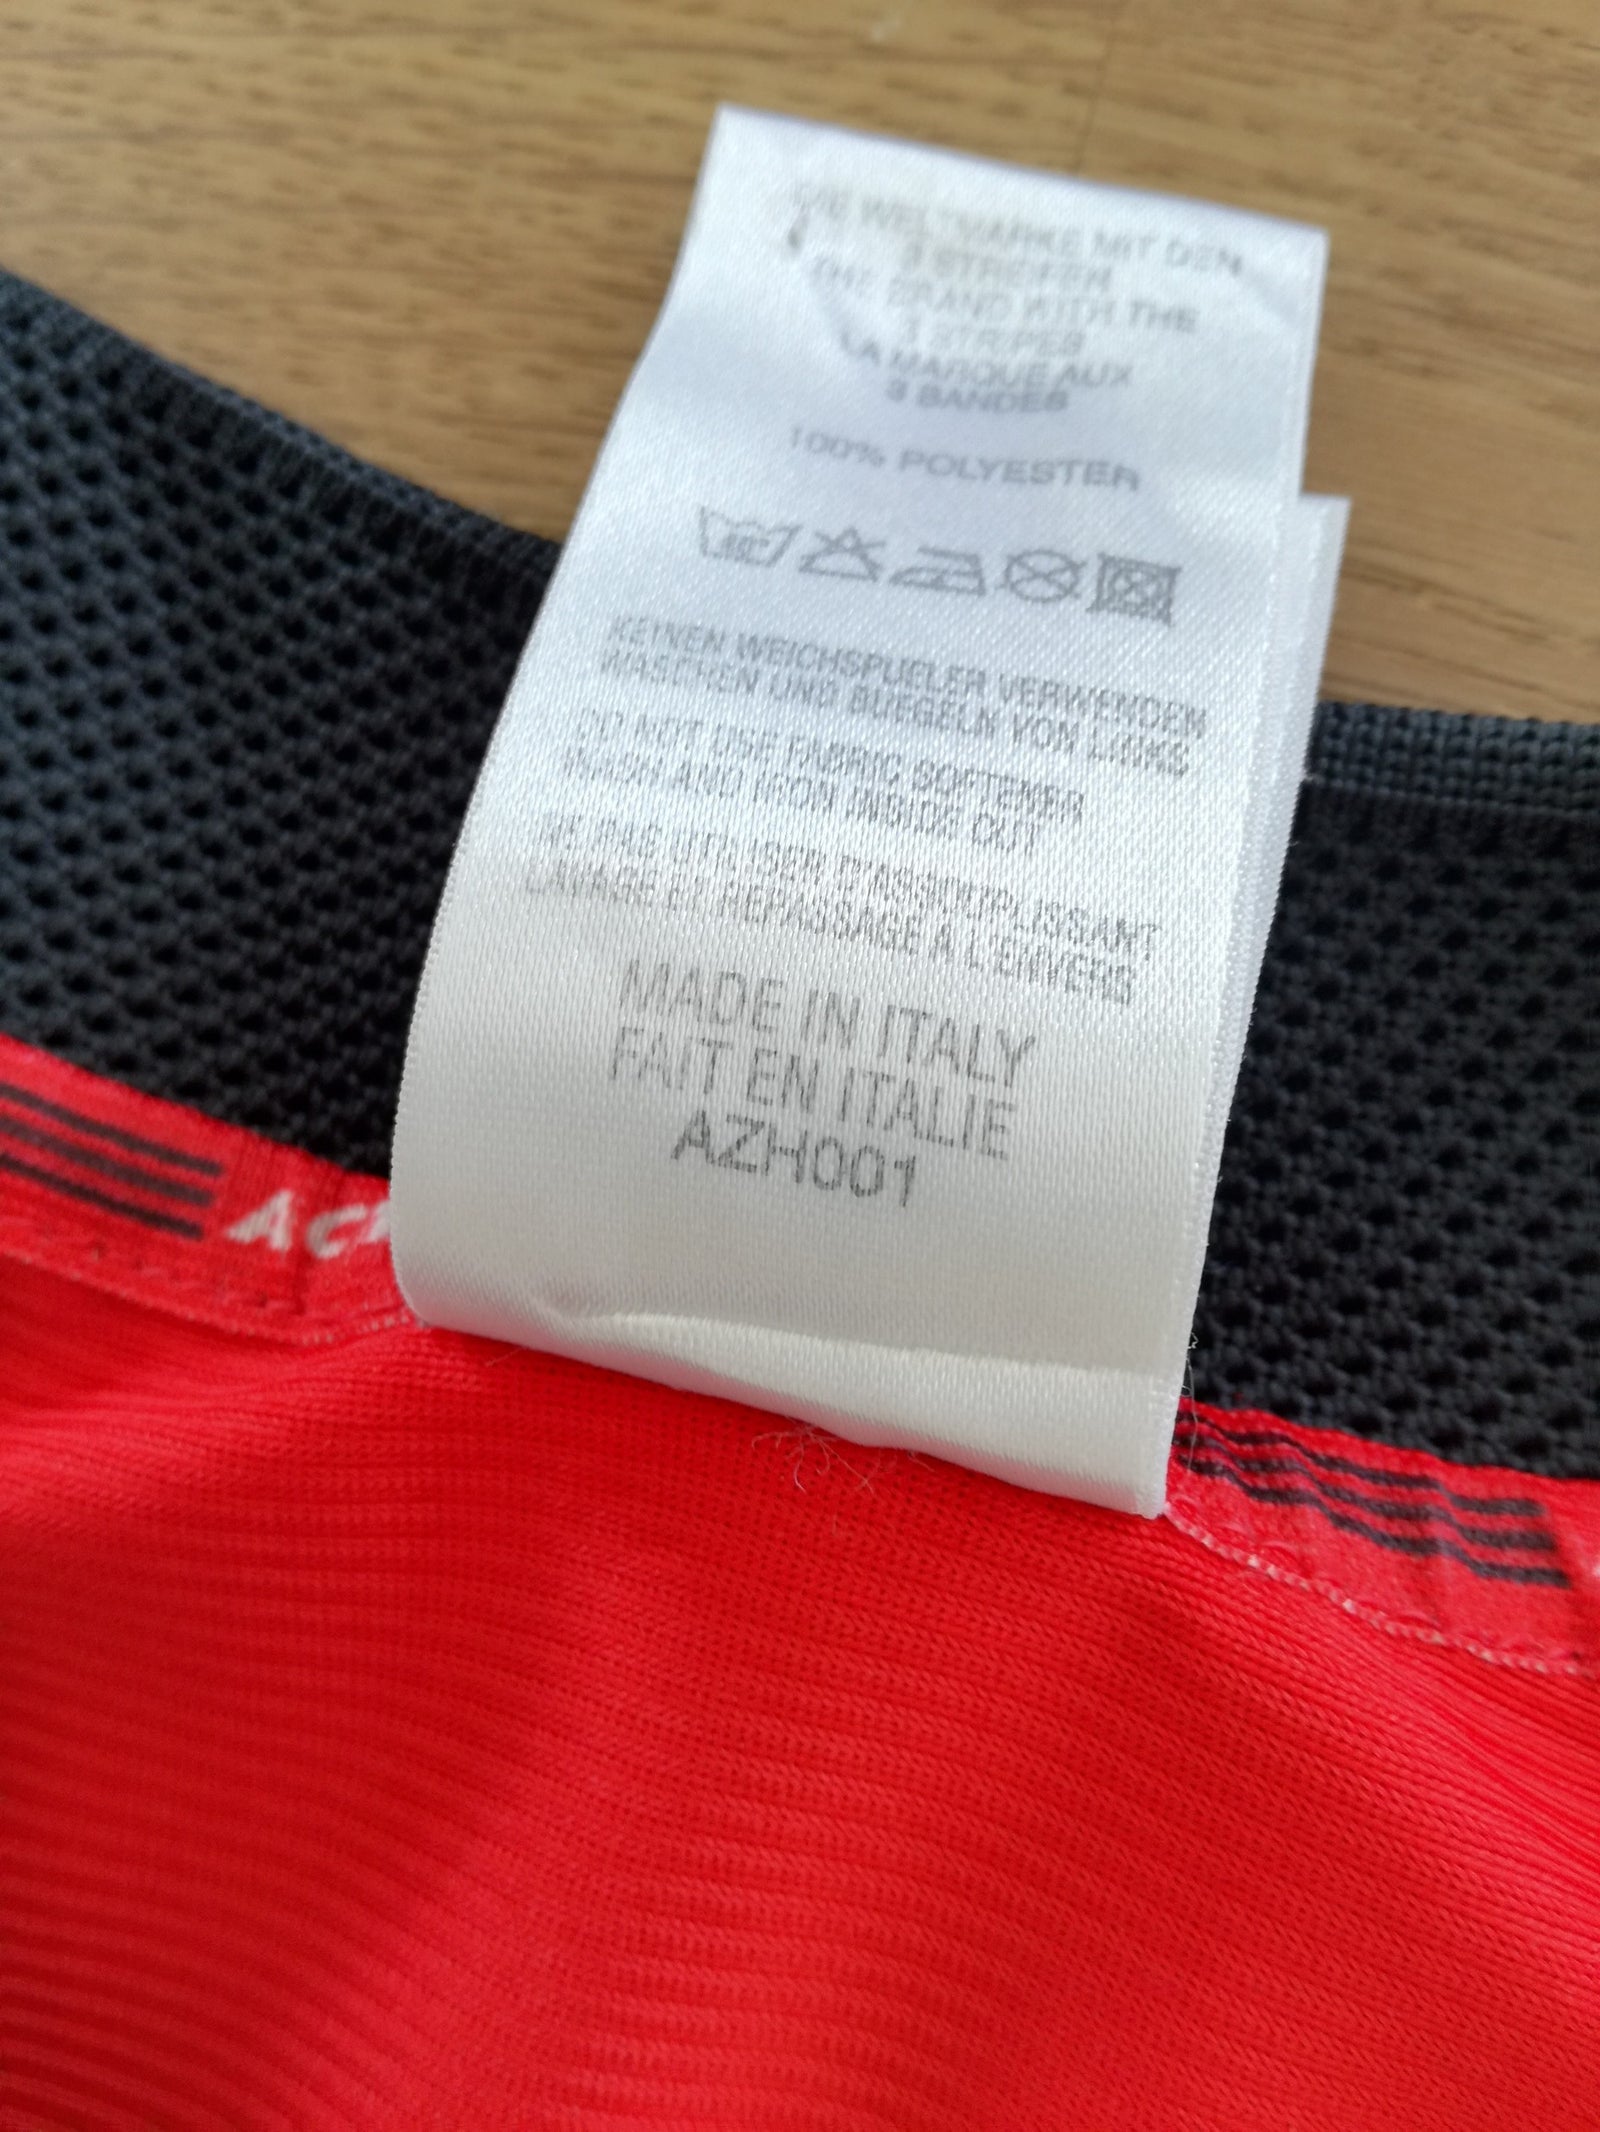 DIE WELTMARKE MIT DEN
3 STREIFEN
THE BRAND WITH THE
3 STRIPES
LA MARQUE AUX
3 BANDES
100% POLYESTER
KEINEN WEICHSPUELER VERWENDEN
WASCHEN UND BUEGELN VON LINKS
DO NOT USE FABRIC SOFTENER
WASH AND IRON INSIDE OUT
NE PAS UTILISER D'ASSOUPLISSANT
LAVAGE ET REPASSAGE A L'ENVERS
MADE IN ITALY
FAIT EN ITALIE
AZH001
AC